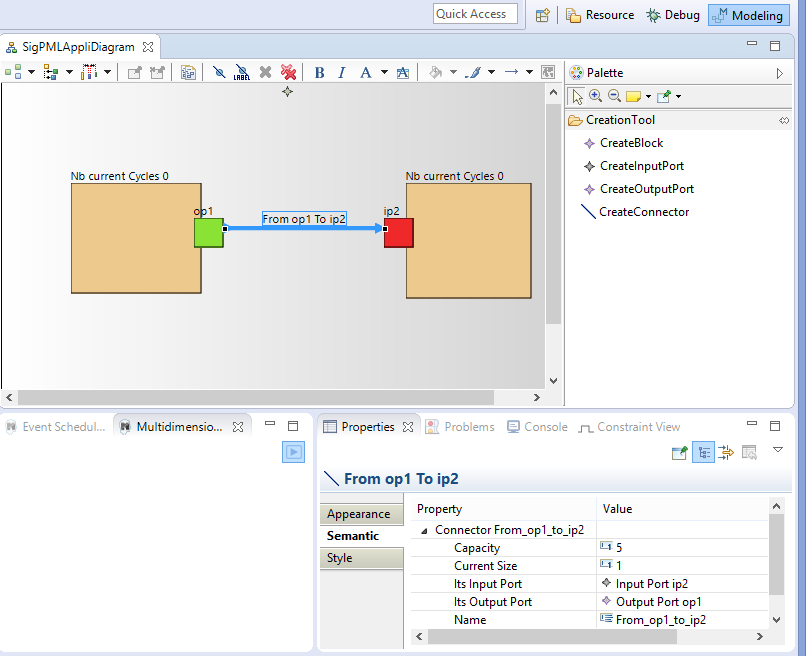 Quick Access
Resource
Debug
Modeling
SigPMLAppliDiagram
LABEL
B I A A
Palette
CreationTool
CreateBlock
CreateInputPort
CreateOutputPort
CreateConnector
Nb current Cycles 0
Nb current Cycles 0
op1
From op1 To ip2
ip2
Event Schedul...
Multidimensio...
Properties
Problems
Console
Constraint View
From op1 To ip2
Appearance
Semantic
Style
Property Value
Connector From_op1_to_ip2
Capacity 5
Current Size 1
Its Input Port Input Port ip2
Its Output Port Output Port op1
Name From_op1_to_ip2